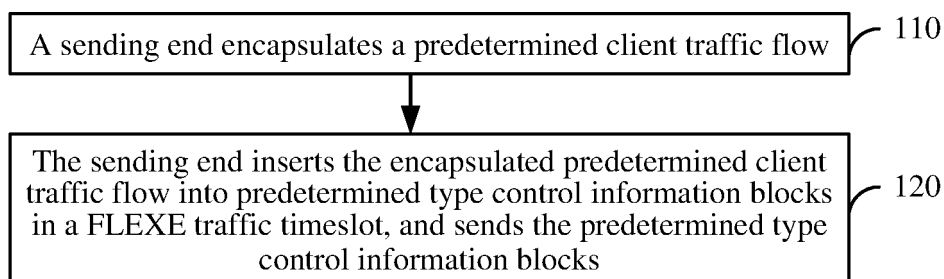 A sending end encapsulates a predetermined client traffic flow
110
The sending end inserts the encapsulated predetermined client
traffic flow into predetermined type control information blocks
in a FLEXE traffic timeslot, and sends the predetermined type
control information blocks
120